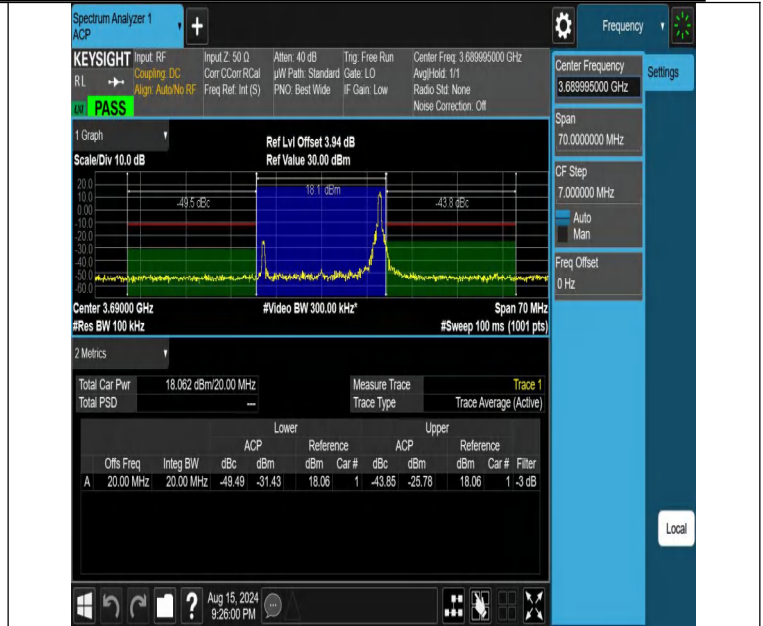 Spectrum Analyzer 1
ACP
Frequency
KEYSIGHT
RL
PASS
Input: RF
Coupling: DC
Align: Auto/No RF
Input Z: 50 Ω
Corr CCorr RCal
Freq Ref: Int (S)
Atten: 40 dB
µW Path: Standard
PNO: Best Wide
Trig: Free Run
Gate: LO
IF Gain: Low
Center Freq: 3.689995000 GHz
Avg|Hold: 1/1
Radio Std: None
Noise Correction: Off
Center Frequency
3.689995000 GHz
Settings
Span
70.0000000 MHz
CF Step
7.000000 MHz
Auto
Man
Freq Offset
0 Hz
1 Graph
Scale/Div 10.0 dB
Ref Lvl Offset 3.94 dB
Ref Value 30.00 dBm
20.0
10.0
0.00
-10.0
-20.0
-30.0
-40.0
-50.0
-60.0
-49.5 dBc
18.1 dBm
-43.8 dBc
Center 3.69000 GHz
#Video BW 300.00 kHz*
Span 70 MHz
#Res BW 100 kHz
#Sweep 100 ms (1001 pts)
2 Metrics
Total Car Pwr 18.062 dBm/20.00 MHz
Total PSD ---
Measure Trace Trace 1
Trace Type Trace Average (Active)
Lower Upper
ACP Reference ACP Reference
Offs Freq Integ BW dBc dBm dBm Car # dBc dBm dBm Car # Filter
A 20.00 MHz 20.00 MHz -49.49 -31.43 18.06 1 -43.85 -25.78 18.06 1 -3 dB
Local
?
Aug 15, 2024
9:26:00 PM